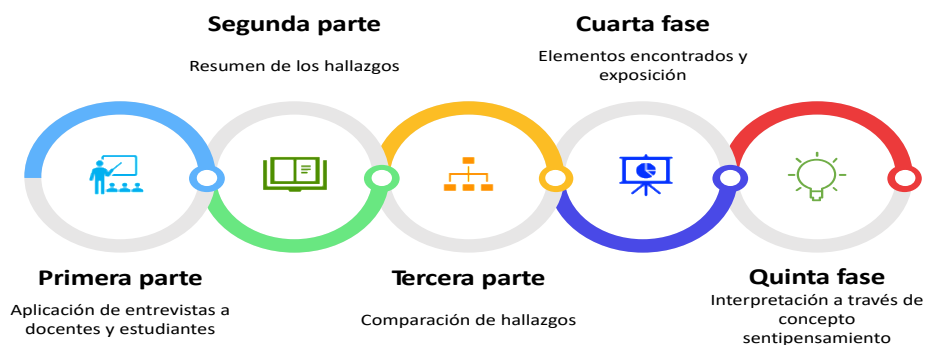 Segunda parte
Resumen de los hallazgos
Cuarta fase
Elementos encontrados y
exposición
Primera parte
Aplicación de entrevistas a
docentes y estudiantes
Tercera parte
Comparación de hallazgos
Quinta fase
Interpretación a través de
concepto
sentipensamiento